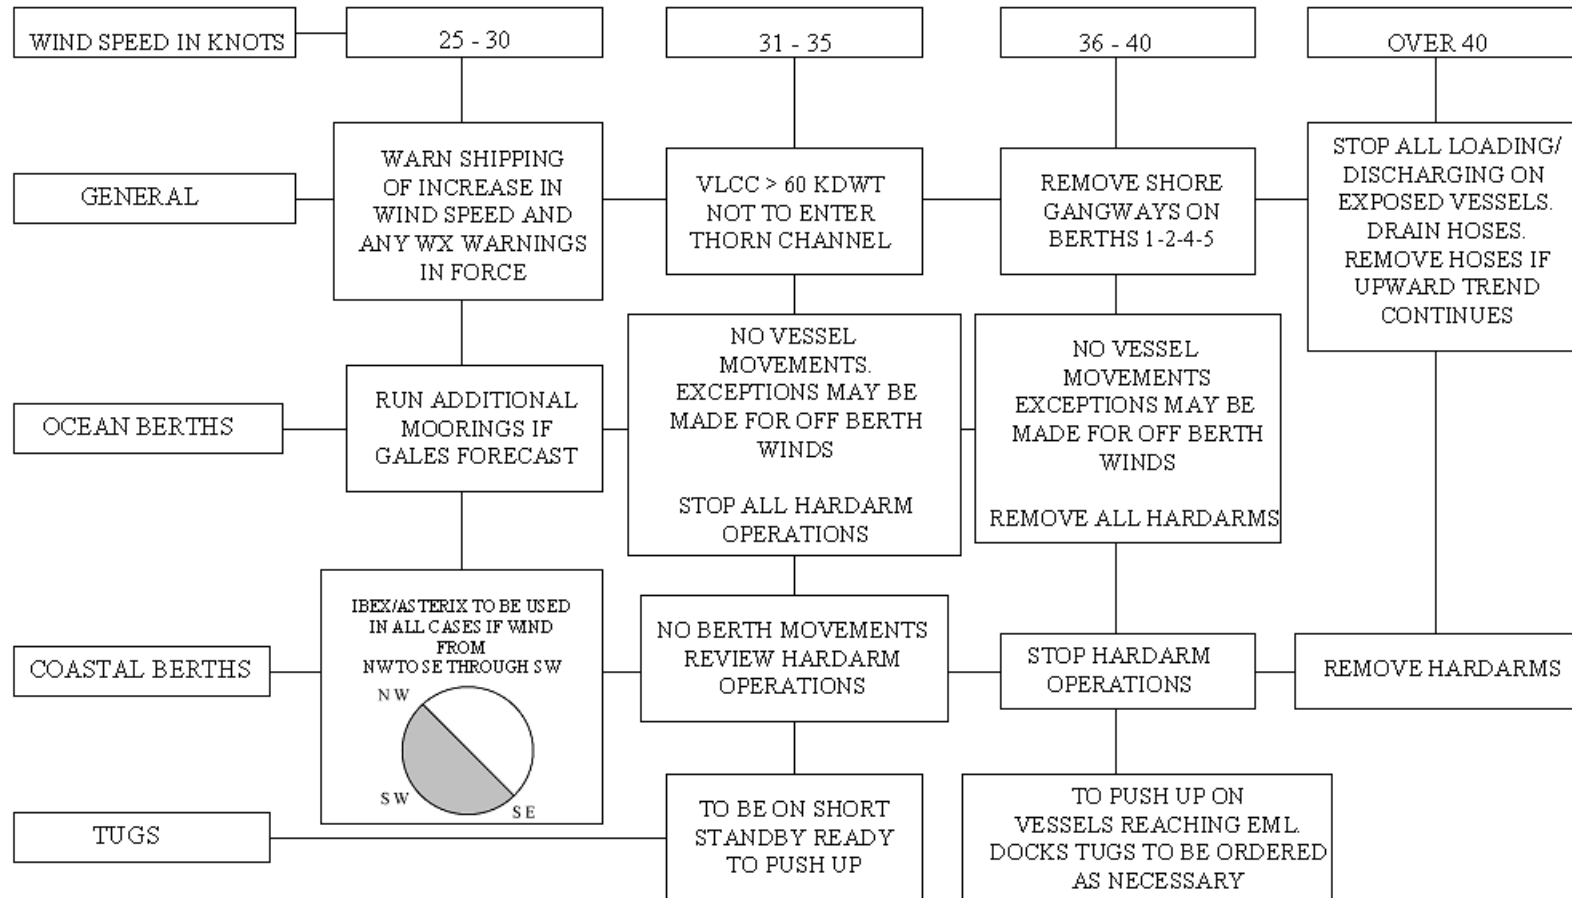 WIND SPEED IN KNOTS
25 - 30
31 - 35
36 - 40
OVER 40
GENERAL
WARN SHIPPING
OF INCREASE IN
WIND SPEED AND
ANY WX WARNINGS
IN FORCE
VLCC > 60 KDWT
NOT TO ENTER
THORN CHANNEL
REMOVE SHORE
GANGWAYS ON
BERTHS 1-2-4-5
STOP ALL LOADING/
DISCHARGING ON
EXPOSED VESSELS.
DRAIN HOSES.
REMOVE HOSES IF
UPWARD TREND
CONTINUES
OCEAN BERTHS
RUN ADDITIONAL
MOORINGS IF
GALES FORECAST
NO VESSEL
MOVEMENTS.
EXCEPTIONS MAY BE
MADE FOR OFF BERTH
WINDS
STOP ALL HARDARM
OPERATIONS
NO VESSEL
MOVEMENTS
EXCEPTIONS MAY BE
MADE FOR OFF BERTH
WINDS
REMOVE ALL HARDARMS
COASTAL BERTHS
IBEX/ASTERIX TO BE USED
IN ALL CASES IF WIND
FROM
NWTO SE THROUGH SW
NW
SW
SE
NO BERTH MOVEMENTS
REVIEW HARDARM
OPERATIONS
STOP HARDARM
OPERATIONS
REMOVE HARDARMS
TUGS
TO BE ON SHORT
STANDBY READY
TO PUSH UP
TO PUSH UP ON
VESSELS REACHING EML.
DOCKS TUGS TO BE ORDERED
AS NECESSARY